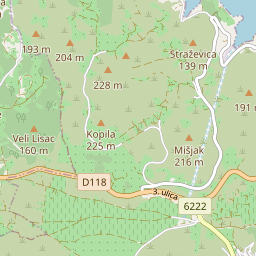 193 m
204 m
Straževica
139 m
228 m
191
Veli Lisac
160 m
Kopila
225 m
Mišjak
216 m
D118
3. ulica
6222